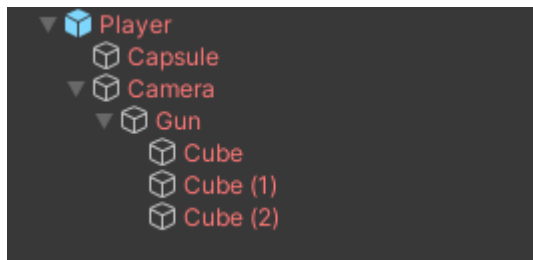 Player
Capsule
Camera
Gun
Cube
Cube (1)
Cube (2)